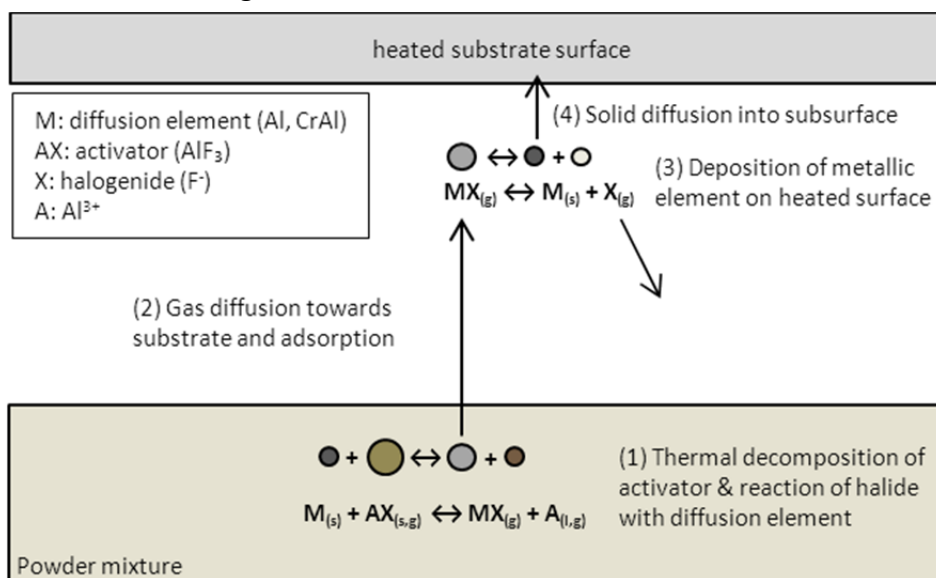 heated substrate surface
M: diffusion element (Al, CrAl)
AX: activator (AlF₃)
X: halogenide (F⁻)
A: Al³⁺
(4) Solid diffusion into subsurface
↔ +
MX₍g₎ ↔ M₍s₎ + X₍g₎
(3) Deposition of metallic
element on heated surface
(2) Gas diffusion towards
substrate and adsorption
+ ↔ +
M₍s₎ + AX₍s,g₎ ↔ MX₍g₎ + A₍l,g₎
(1) Thermal decomposition of
activator & reaction of halide
with diffusion element
Powder mixture